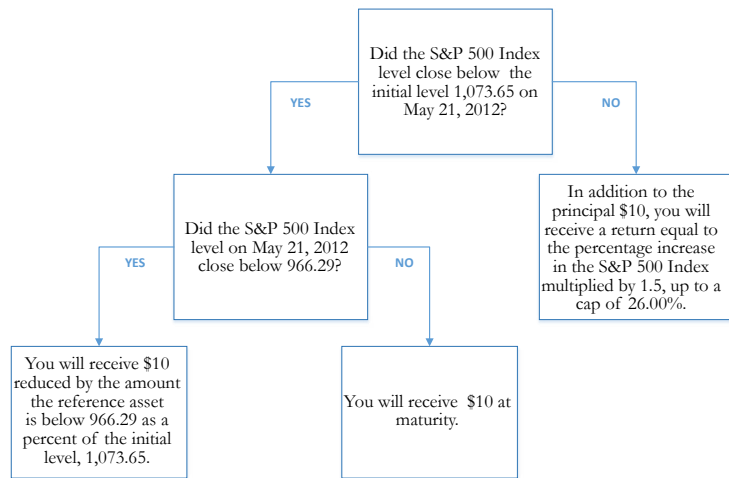 Did the S&P 500 Index
level close below the
initial level 1,073.65 on
May 21, 2012?
YES
NO
Did the S&P 500 Index
level on May 21, 2012
close below 966.29?
In addition to the
principal $10, you will
receive a return equal to
the percentage increase
in the S&P 500 Index
multiplied by 1.5, up to a
cap of 26.00%.
YES
NO
You will receive $10
reduced by the amount
the reference asset
is below 966.29 as a
percent of the initial
level, 1,073.65.
You will receive $10 at
maturity.